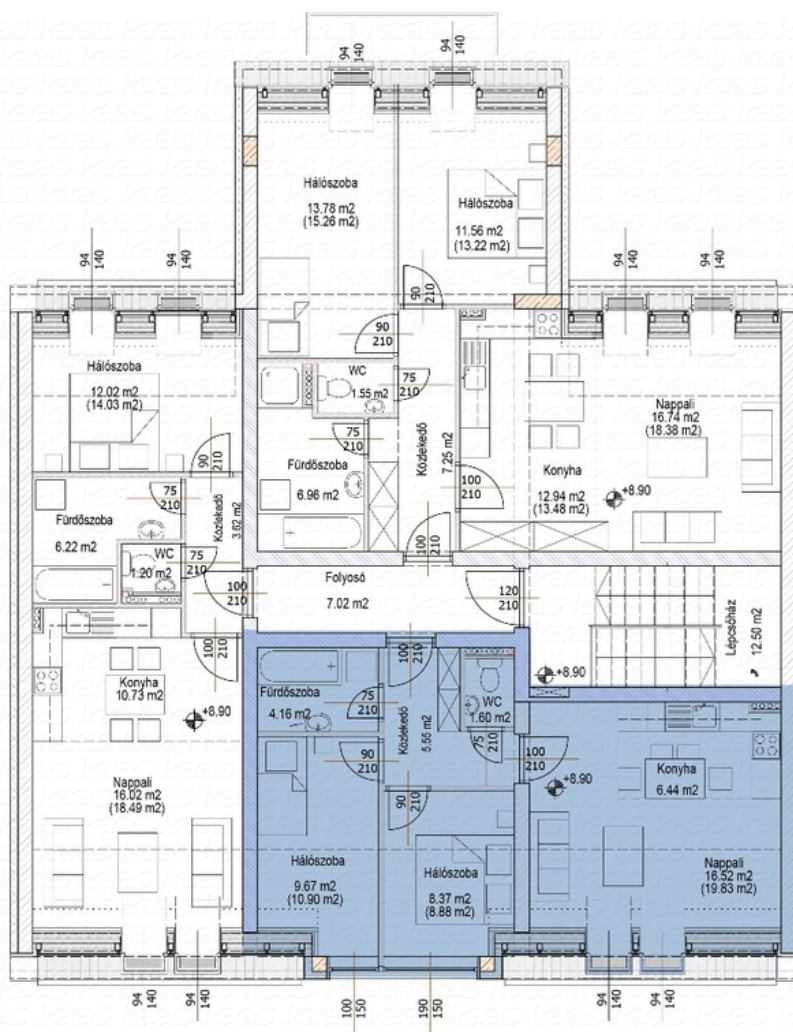 94
140
94
140
Hálószoba
13.78 m2
(15.26 m2)
Hálószoba
11.56 m2
(13.22 m2)
94
140
94
140
94
140
94
140
90
210
90
210
Hálószoba
12.02 m2
(14.03 m2)
WC
1.55 m2
75
210
Nappali
16.74 m2
(18.38 m2)
90
210
75
210
Fürdőszoba
6.96 m2
Közlekedő
7.25 m2
Konyha
12.94 m2
(13.48 m2)
100
210
+8.90
75
210
Fürdőszoba
6.22 m2
Közlekedő
3.62 m2
WC
1.20 m2
75
210
100
210
100
210
Folyosó
7.02 m2
120
210
Lépcsőház
12.50 m2
+8.90
100
210
100
210
Konyha
10.73 m2
+8.90
Fürdőszoba
4.16 m2
75
210
Közlekedő
5.55 m2
WC
1.60 m2
75
210
90
210
100
210
+8.90
Konyha
6.44 m2
Nappali
16.02 m2
(18.49 m2)
90
210
Hálószoba
9.67 m2
(10.90 m2)
Hálószoba
8.37 m2
(8.88 m2)
Nappali
16.52 m2
(19.83 m2)
94
140
94
140
100
150
190
150
94
140
94
140